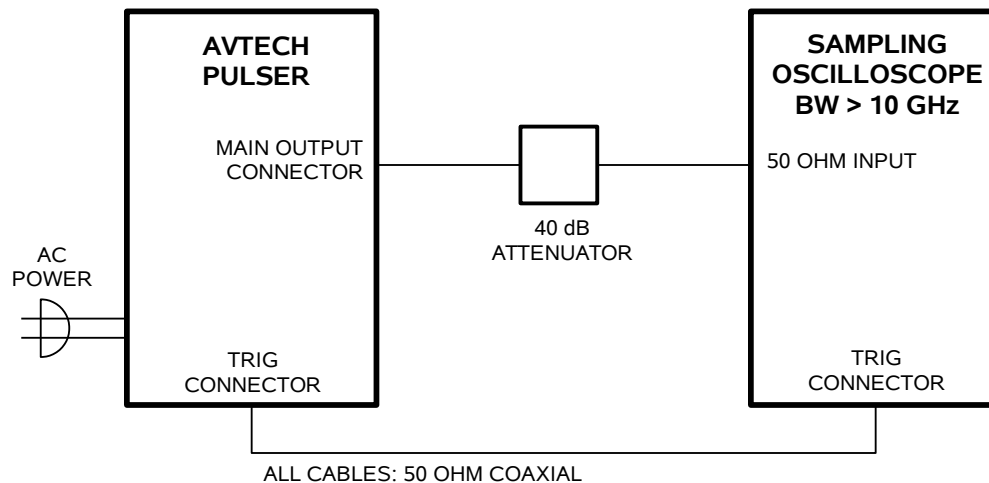 AVTECH
PULSER
MAIN OUTPUT
CONNECTOR
AC
POWER
TRIG
CONNECTOR
40 dB
ATTENUATOR
SAMPLING
OSCILLOSCOPE
BW > 10 GHz
50 OHM INPUT
TRIG
CONNECTOR
ALL CABLES: 50 OHM COAXIAL